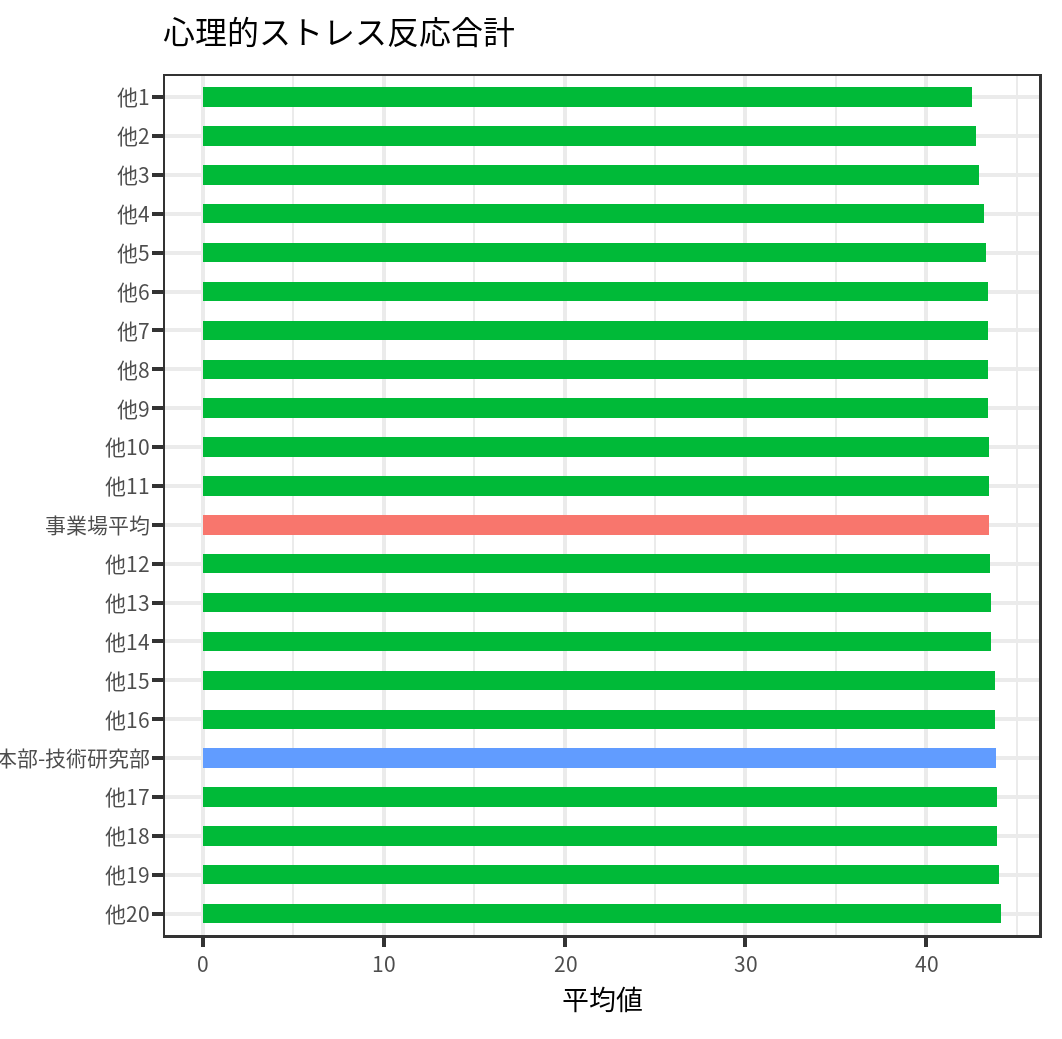 心理的ストレス反応合計
他1
他2
他3
他4
他5
他6
他7
他8
他9
他10
他11
事業場平均
他12
他13
他14
他15
他16
本部-技術研究部
他17
他18
他19
他20
0 10 20 30 40
平均値